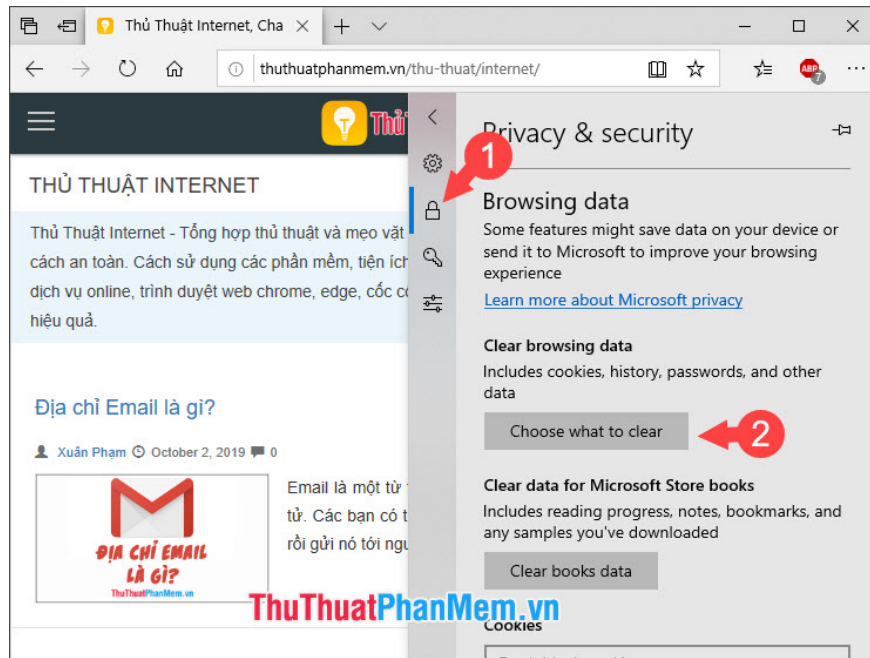 Thủ Thuật Internet, Cha
thuthuatphanmem.vn/thu-thuat/internet/
ABP
7
Thủ
THỦ THUẬT INTERNET
Thủ Thuật Internet - Tổng hợp thủ thuật và mẹo vặt
cách an toàn. Cách sử dụng các phần mềm, tiện ích
dịch vụ online, trình duyệt web chrome, edge, cốc cố
hiệu quả.
Địa chỉ Email là gì?
Xuân Phạm October 2, 2019 0
ĐỊA CHỈ EMAIL
LÀ GÌ?
ThuThuatPhanMem.vn
Email là một từ
tử. Các bạn có t
rồi gửi nó tới ngư
Privacy & security
1
Browsing data
Some features might save data on your device or
send it to Microsoft to improve your browsing
experience
Learn more about Microsoft privacy
Clear browsing data
Includes cookies, history, passwords, and other
data
Choose what to clear
2
Clear data for Microsoft Store books
Includes reading progress, notes, bookmarks, and
any samples you've downloaded
Clear books data
ThuThuatPhanMem.vn
Cookies